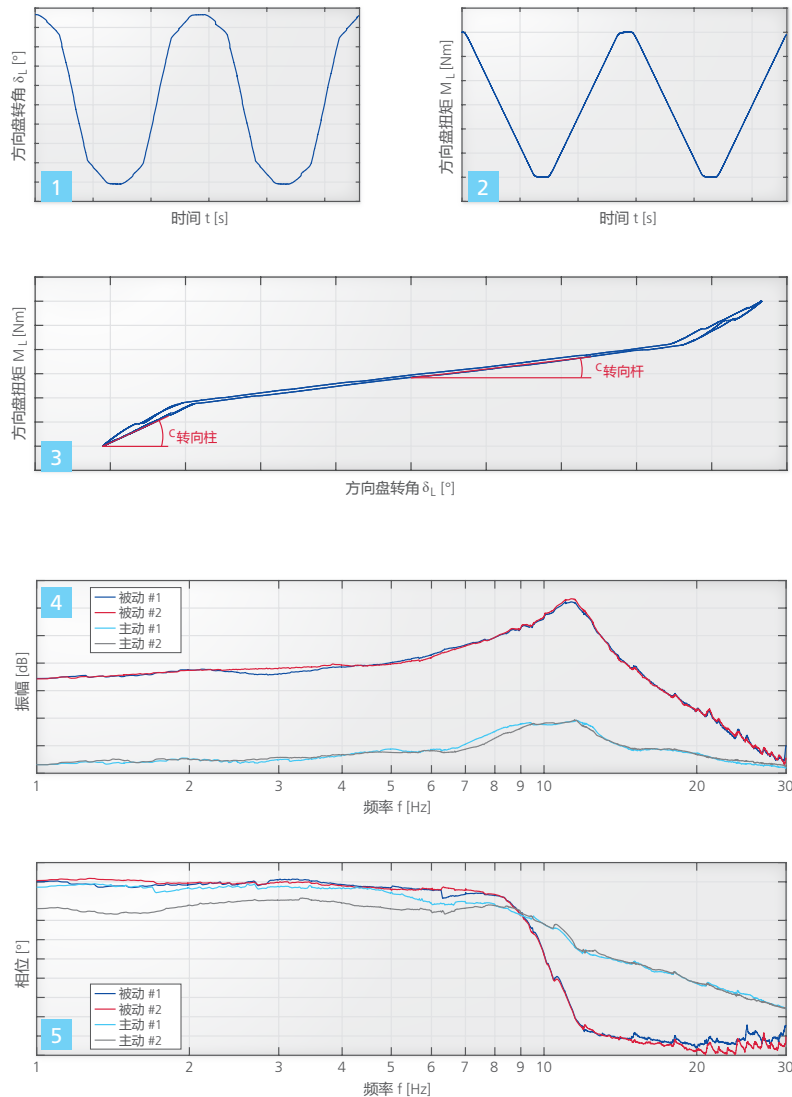 方向盘转角 δL [°]
1
时间 t [s]
方向盘扭矩 ML [Nm]
2
时间 t [s]
方向盘扭矩 ML [Nm]
C转向杆
C转向柱
3
方向盘转角 δL [°]
4
被动 #1
被动 #2
主动 #1
主动 #2
振幅 [dB]
1 2 3 4 5 6 7 8 9 10 20 30
频率 f [Hz]
相位 [°]
被动 #1
被动 #2
主动 #1
主动 #2
5
1 2 3 4 5 6 7 8 9 10 20 30
频率 f [Hz]